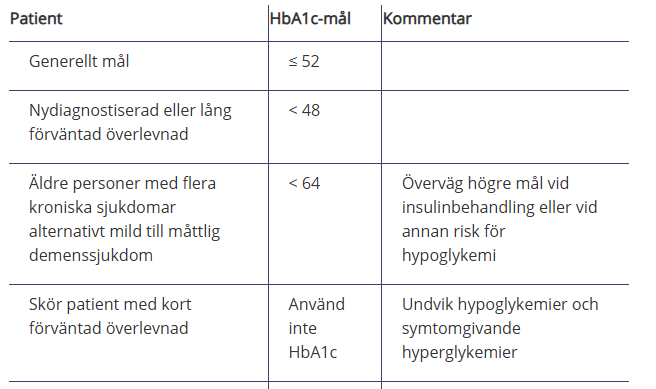 Patient HbA1c-mål Kommentar
Generellt mål ≤ 52
Nydiagnostiserad eller lång < 48
förväntad överlevnad
Äldre personer med flera < 64 Överväg högre mål vid
kroniska sjukdomar insulinbehandling eller vid
alternativt mild till måttlig annan risk för
demenssjukdom hypoglykemi
Skör patient med kort Använd Undvik hypoglykemier och
förväntad överlevnad inte symtomgivande
HbA1c hyperglykemier